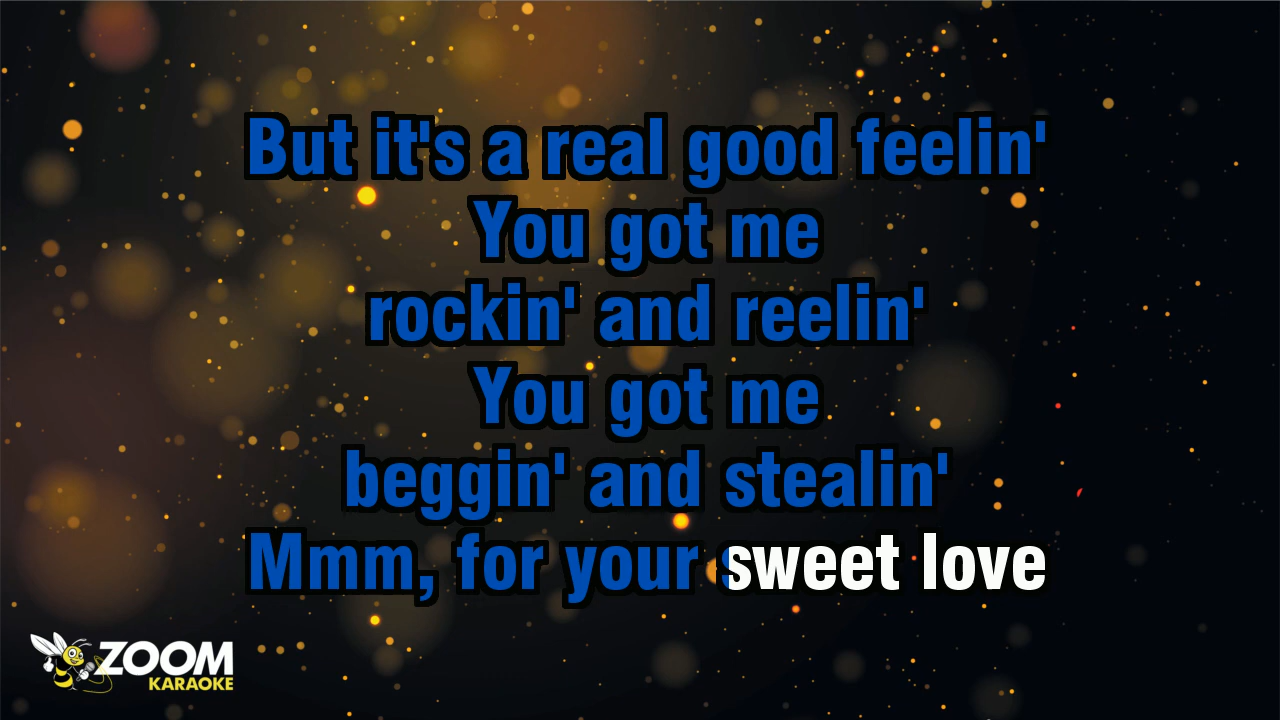 But it's a real good feelin'
You got me
rockin' and reelin'
You got me
beggin' and stealin'
Mmm, for your sweet love
ZOOM
KARAOKE